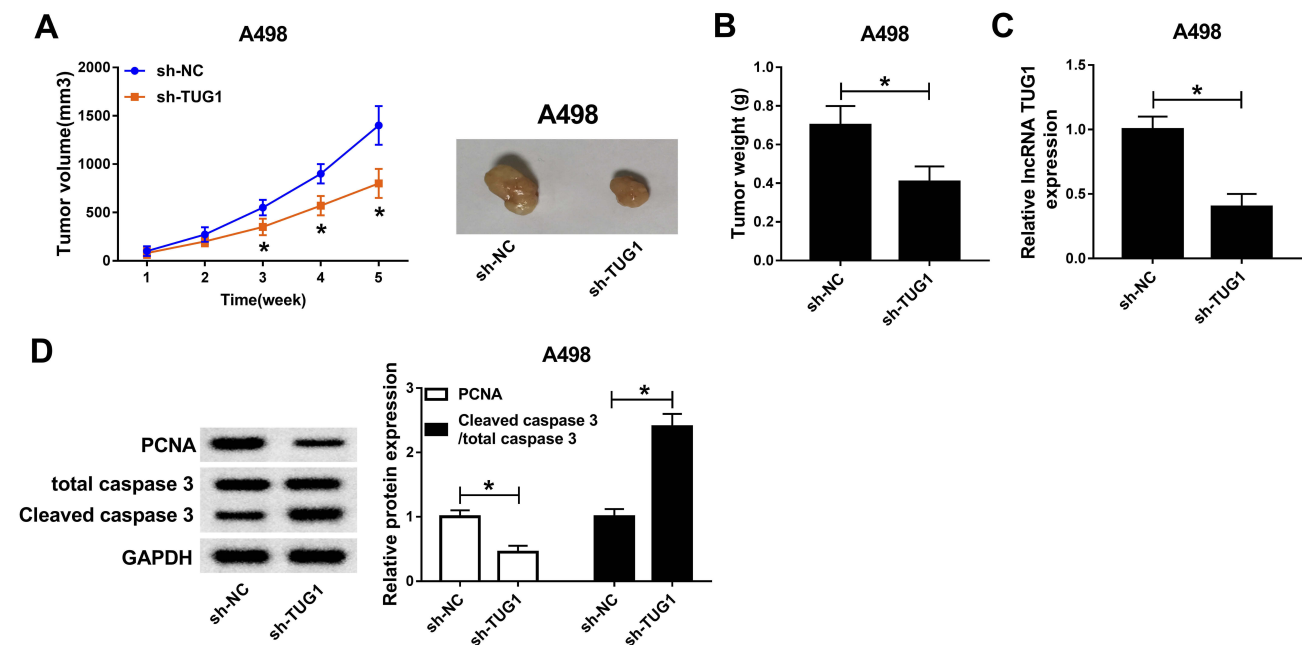 A
A498
Tumor volume(mm3)
2000
1500
1000
500
0
sh-NC
sh-TUG1
*
*
*
1 2 3 4 5
Time(week)
A498
sh-NC
sh-TUG1
B
A498
Tumor weight (g)
1.0
0.8
0.6
0.4
0.2
0.0
*
sh-NC
sh-TUG1
C
A498
Relative lncRNA TUG1
expression
1.5
1.0
0.5
0.0
*
sh-NC
sh-TUG1
D
PCNA
total caspase 3
Cleaved caspase 3
GAPDH
sh-NC
sh-TUG1
A498
Relative protein expression
3
2
1
0
PCNA
Cleaved caspase 3
/total caspase 3
*
*
sh-NC
sh-TUG1
sh-NC
sh-TUG1